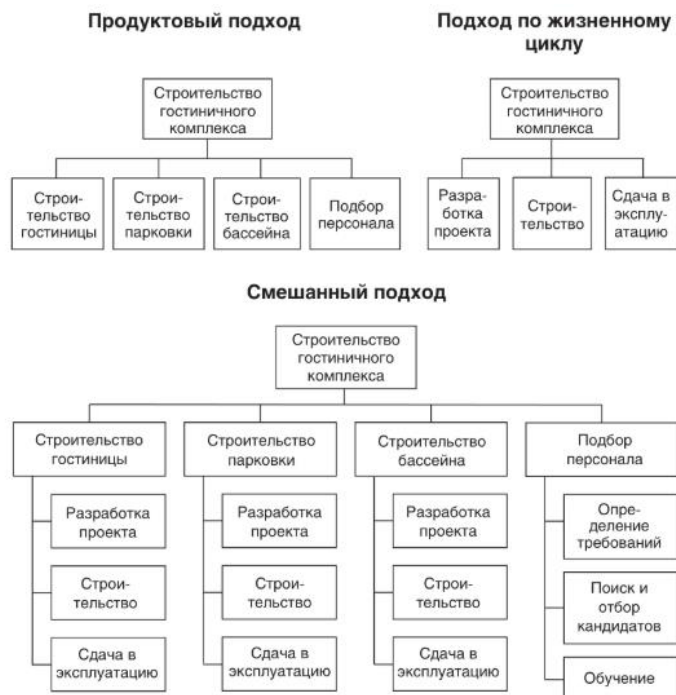 Продуктовый подход
Строительство
гостиничного
комплекса
Строи-
тельство
гостиницы
Строи-
тельство
парковки
Строи-
тельство
бассейна
Подбор
персонала
Подход по жизненному
циклу
Строительство
гостиничного
комплекса
Разра-
ботка
проекта
Строи-
тельство
Сдача в
эксплу-
атацию
Смешанный подход
Строительство
гостиничного
комплекса
Строительство
гостиницы
Разработка
проекта
Строи-
тельство
Сдача в
эксплуатацию
Строительство
парковки
Разработка
проекта
Строи-
тельство
Сдача в
эксплуатацию
Строительство
бассейна
Разработка
проекта
Строи-
тельство
Сдача в
эксплуатацию
Подбор
персонала
Опре-
деление
требований
Поиск и
отбор
кандидатов
Обучение